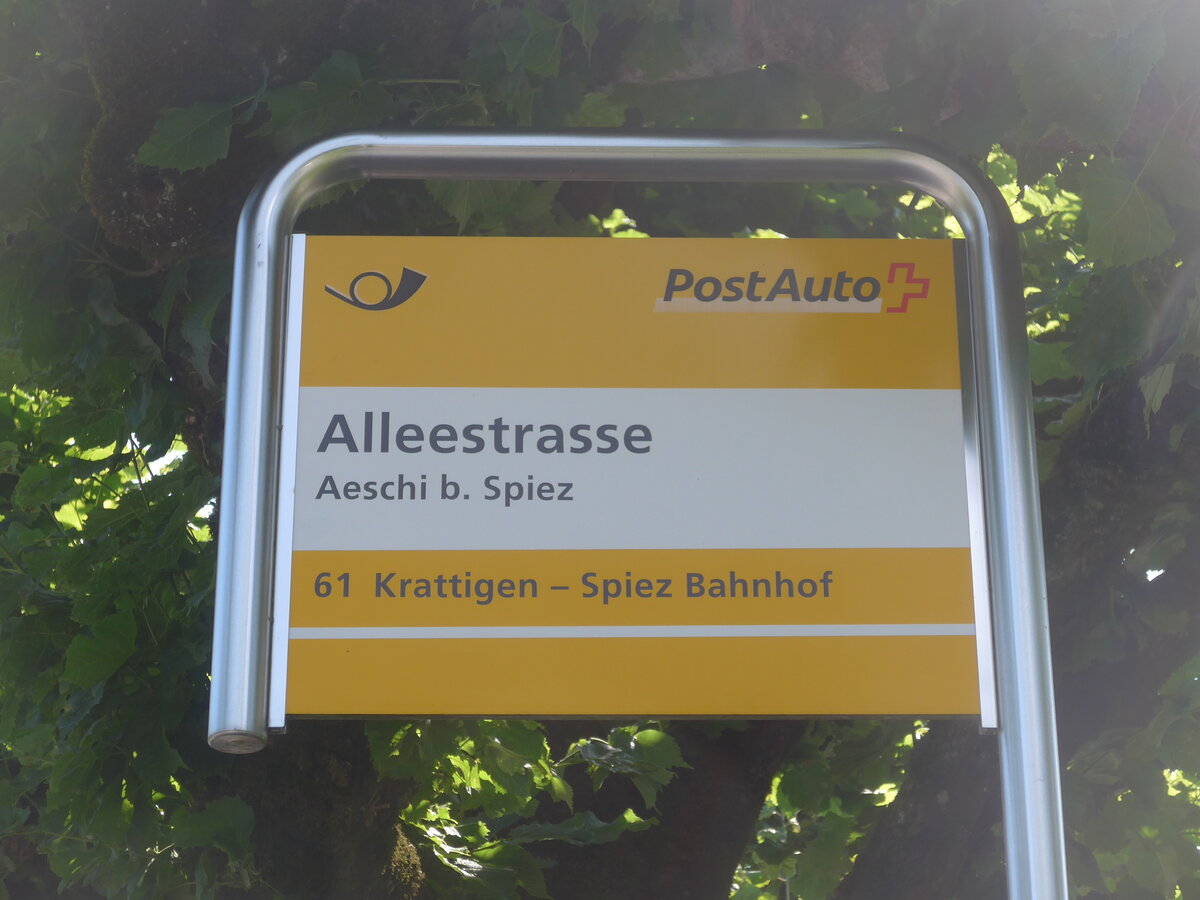 PostAuto
Alleestrasse
Aeschi b. Spiez
61 Krattigen – Spiez Bahnhof